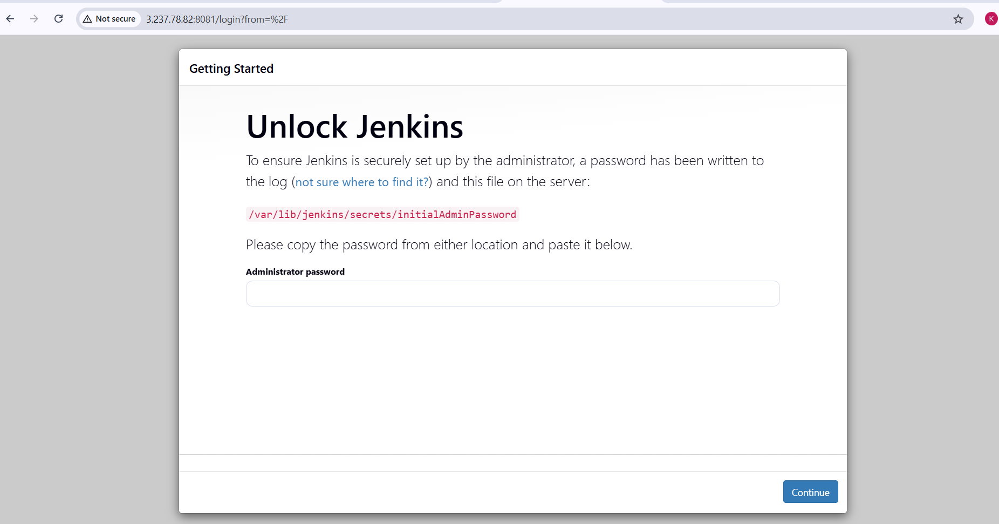 Not secure 3.237.78.82:8081/login?from=%2F
K
Getting Started
Unlock Jenkins
To ensure Jenkins is securely set up by the administrator, a password has been written to
the log (not sure where to find it?) and this file on the server:
/var/lib/jenkins/secrets/initialAdminPassword
Please copy the password from either location and paste it below.
Administrator password
Continue